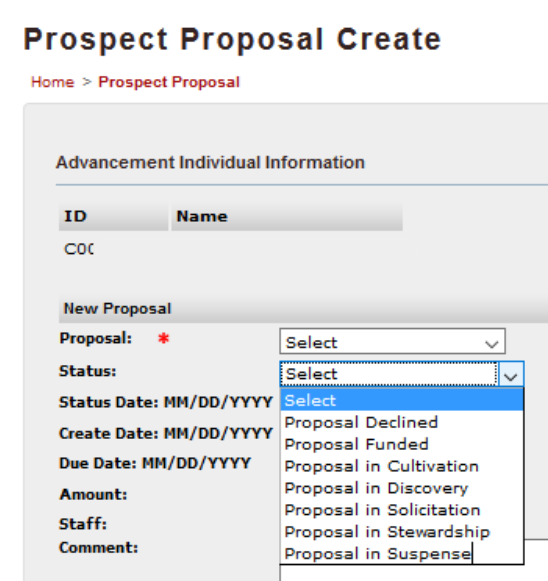 Prospect Proposal Create
Home > Prospect Proposal
Advancement Individual Information
ID Name
C00
New Proposal
Proposal: * Select
Status: Select
Select
Status Date: MM/DD/YYYY
Proposal Declined
Create Date: MM/DD/YYYY
Proposal Funded
Due Date: MM/DD/YYYY
Proposal in Cultivation
Amount:
Proposal in Discovery
Proposal in Solicitation
Staff:
Proposal in Stewardship
Comment:
Proposal in Suspense